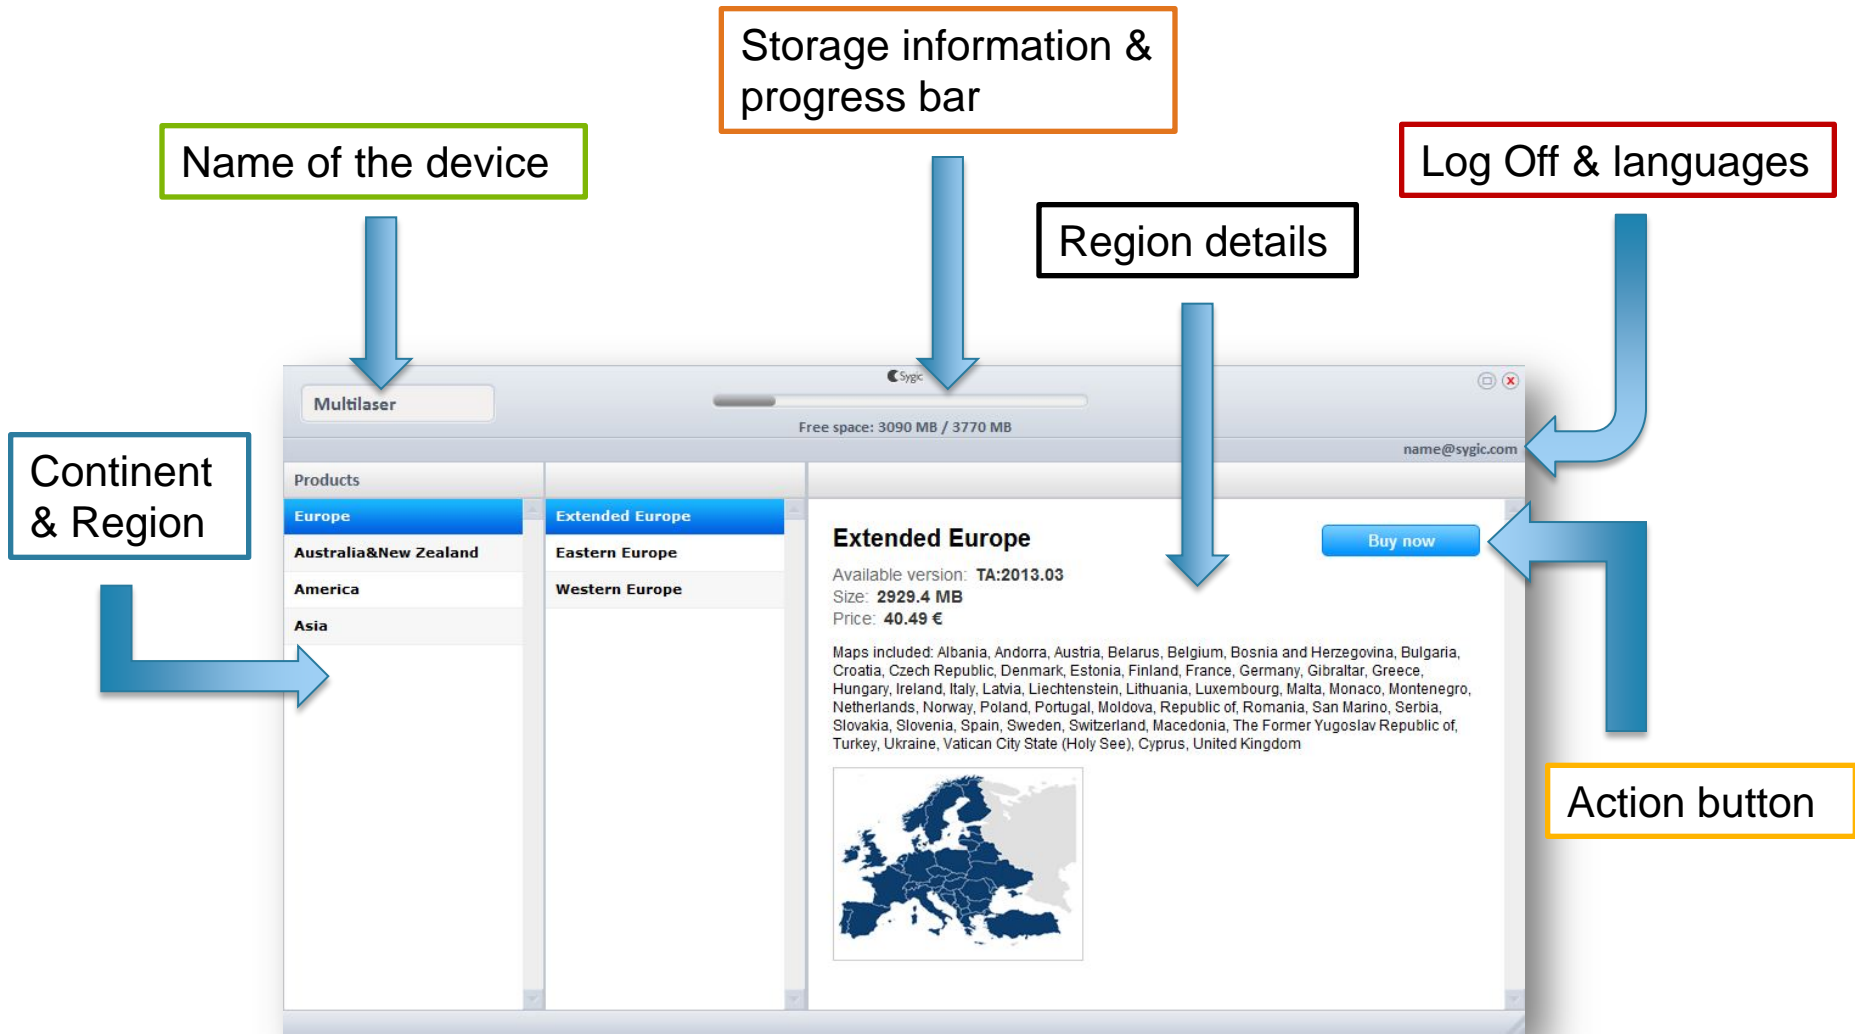 Storage information &
progress bar
Name of the device
Log Off & languages
Region details
Sygic
Multilaser
Free space: 3090 MB / 3770 MB
name@sygic.com
Continent
& Region
Products
Europe
Australia&New Zealand
America
Asia
Extended Europe
Eastern Europe
Western Europe
Extended Europe
Buy now
Available version: TA:2013.03
Size: 2929.4 MB
Price: 40.49 €
Maps included: Albania, Andorra, Austria, Belarus, Belgium, Bosnia and Herzegovina, Bulgaria,
Croatia, Czech Republic, Denmark, Estonia, Finland, France, Germany, Gibraltar, Greece,
Hungary, Ireland, Italy, Latvia, Liechtenstein, Lithuania, Luxembourg, Malta, Monaco, Montenegro,
Netherlands, Norway, Poland, Portugal, Moldova, Republic of, Romania, San Marino, Serbia,
Slovakia, Slovenia, Spain, Sweden, Switzerland, Macedonia, The Former Yugoslav Republic of,
Turkey, Ukraine, Vatican City State (Holy See), Cyprus, United Kingdom
Action button